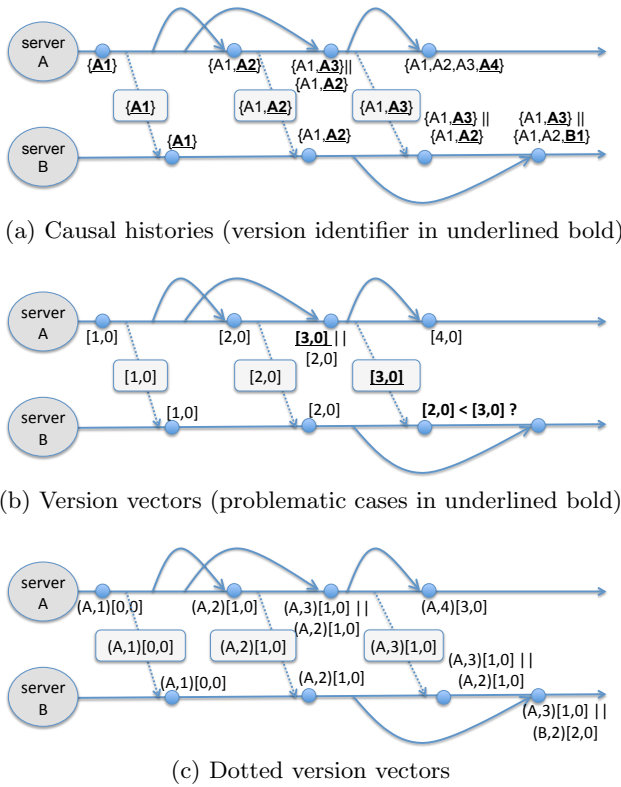 server
A
{A1}
{A1,A2}
{A1,A3}||
{A1,A2}
{A1,A2,A3,A4}
{A1}
{A1,A2}
{A1,A3}
server
B
{A1}
{A1,A2}
{A1,A3} ||
{A1,A2}
{A1,A3} ||
{A1,A2,B1}
(a) Causal histories (version identifier in underlined bold)
server
A
[1,0]
[2,0]
[3,0] ||
[2,0]
[4,0]
[1,0]
[2,0]
[3,0]
server
B
[1,0]
[2,0]
[2,0] < [3,0] ?
(b) Version vectors (problematic cases in underlined bold)
server
A
(A,1)[0,0]
(A,2)[1,0]
(A,3)[1,0] ||
(A,2)[1,0]
(A,4)[3,0]
(A,1)[0,0]
(A,2)[1,0]
(A,3)[1,0]
server
B
(A,1)[0,0]
(A,2)[1,0]
(A,3)[1,0] ||
(A,2)[1,0]
(A,3)[1,0] ||
(B,2)[2,0]
(c) Dotted version vectors